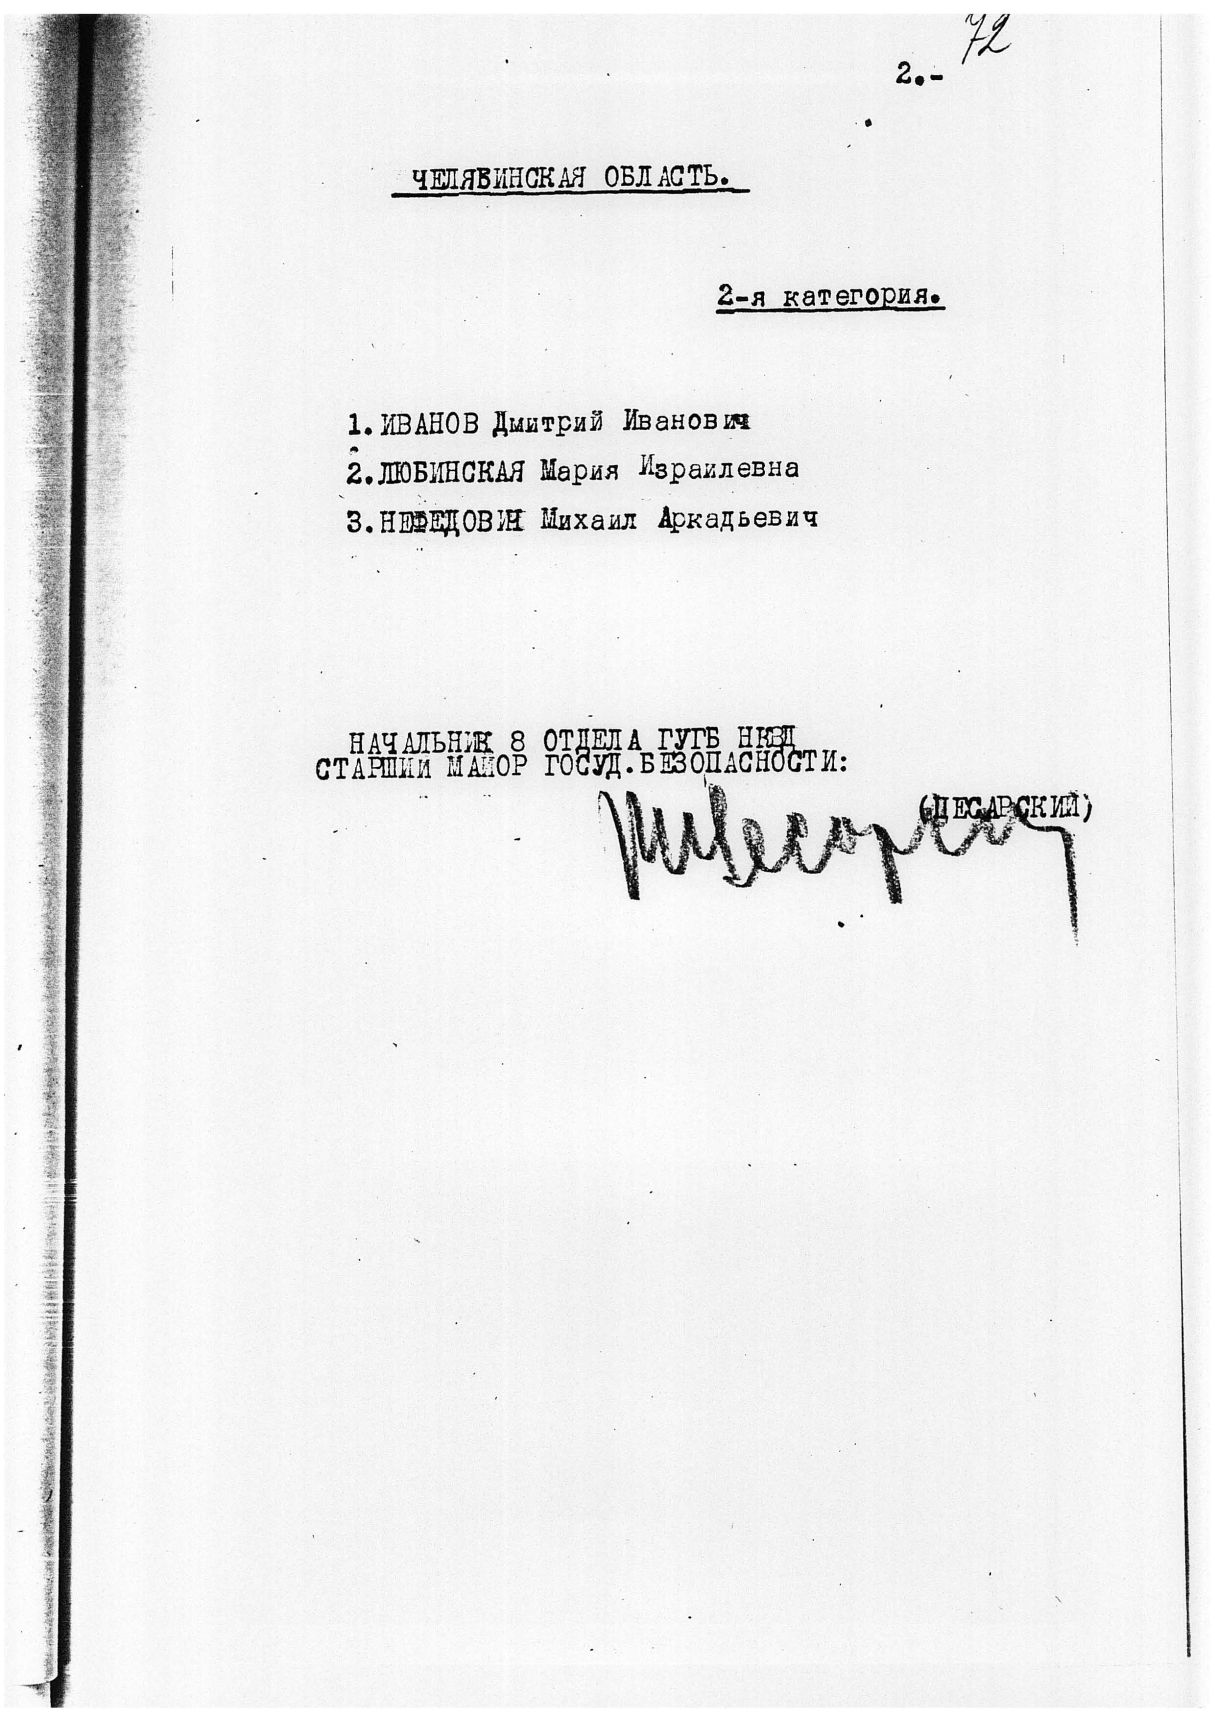 72
2.-
ЧЕЛЯБИНСКАЯ ОБЛАСТЬ.
2-я категория.
1.ИВАНОВ Дмитрий Иванович
2.ЛЮБИНСКАЯ Мария Израилевна
3.НЕФЕДОВИЧ Михаил Аркадьевич
НАЧАЛЬНИК 8 ОТДЕЛА ГУГБ НКВД
СТАРШИЙ МАЙОР ГОСУД.БЕЗОПАСНОСТИ:
(ЦЕСАРСКИЙ)